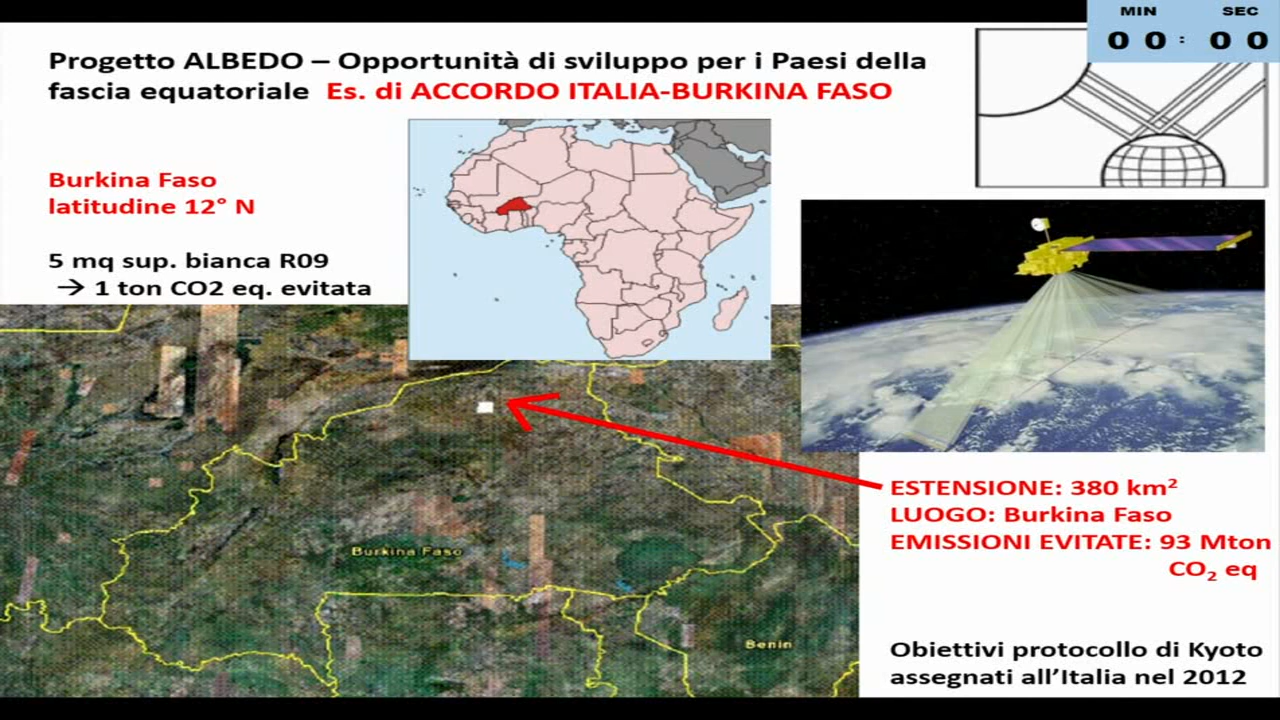 MIN SEC
00:00
Progetto ALBEDO – Opportunità di sviluppo per i Paesi della
fascia equatoriale Es. di ACCORDO ITALIA-BURKINA FASO
Burkina Faso
latitudine 12° N
5 mq sup. bianca R09
→ 1 ton CO2 eq. evitata
ESTENSIONE: 380 km²
LUOGO: Burkina Faso
EMISSIONI EVITATE: 93 Mton
CO₂ eq
Burkina Faso
Benin
Obiettivi protocollo di Kyoto
assegnati all’Italia nel 2012